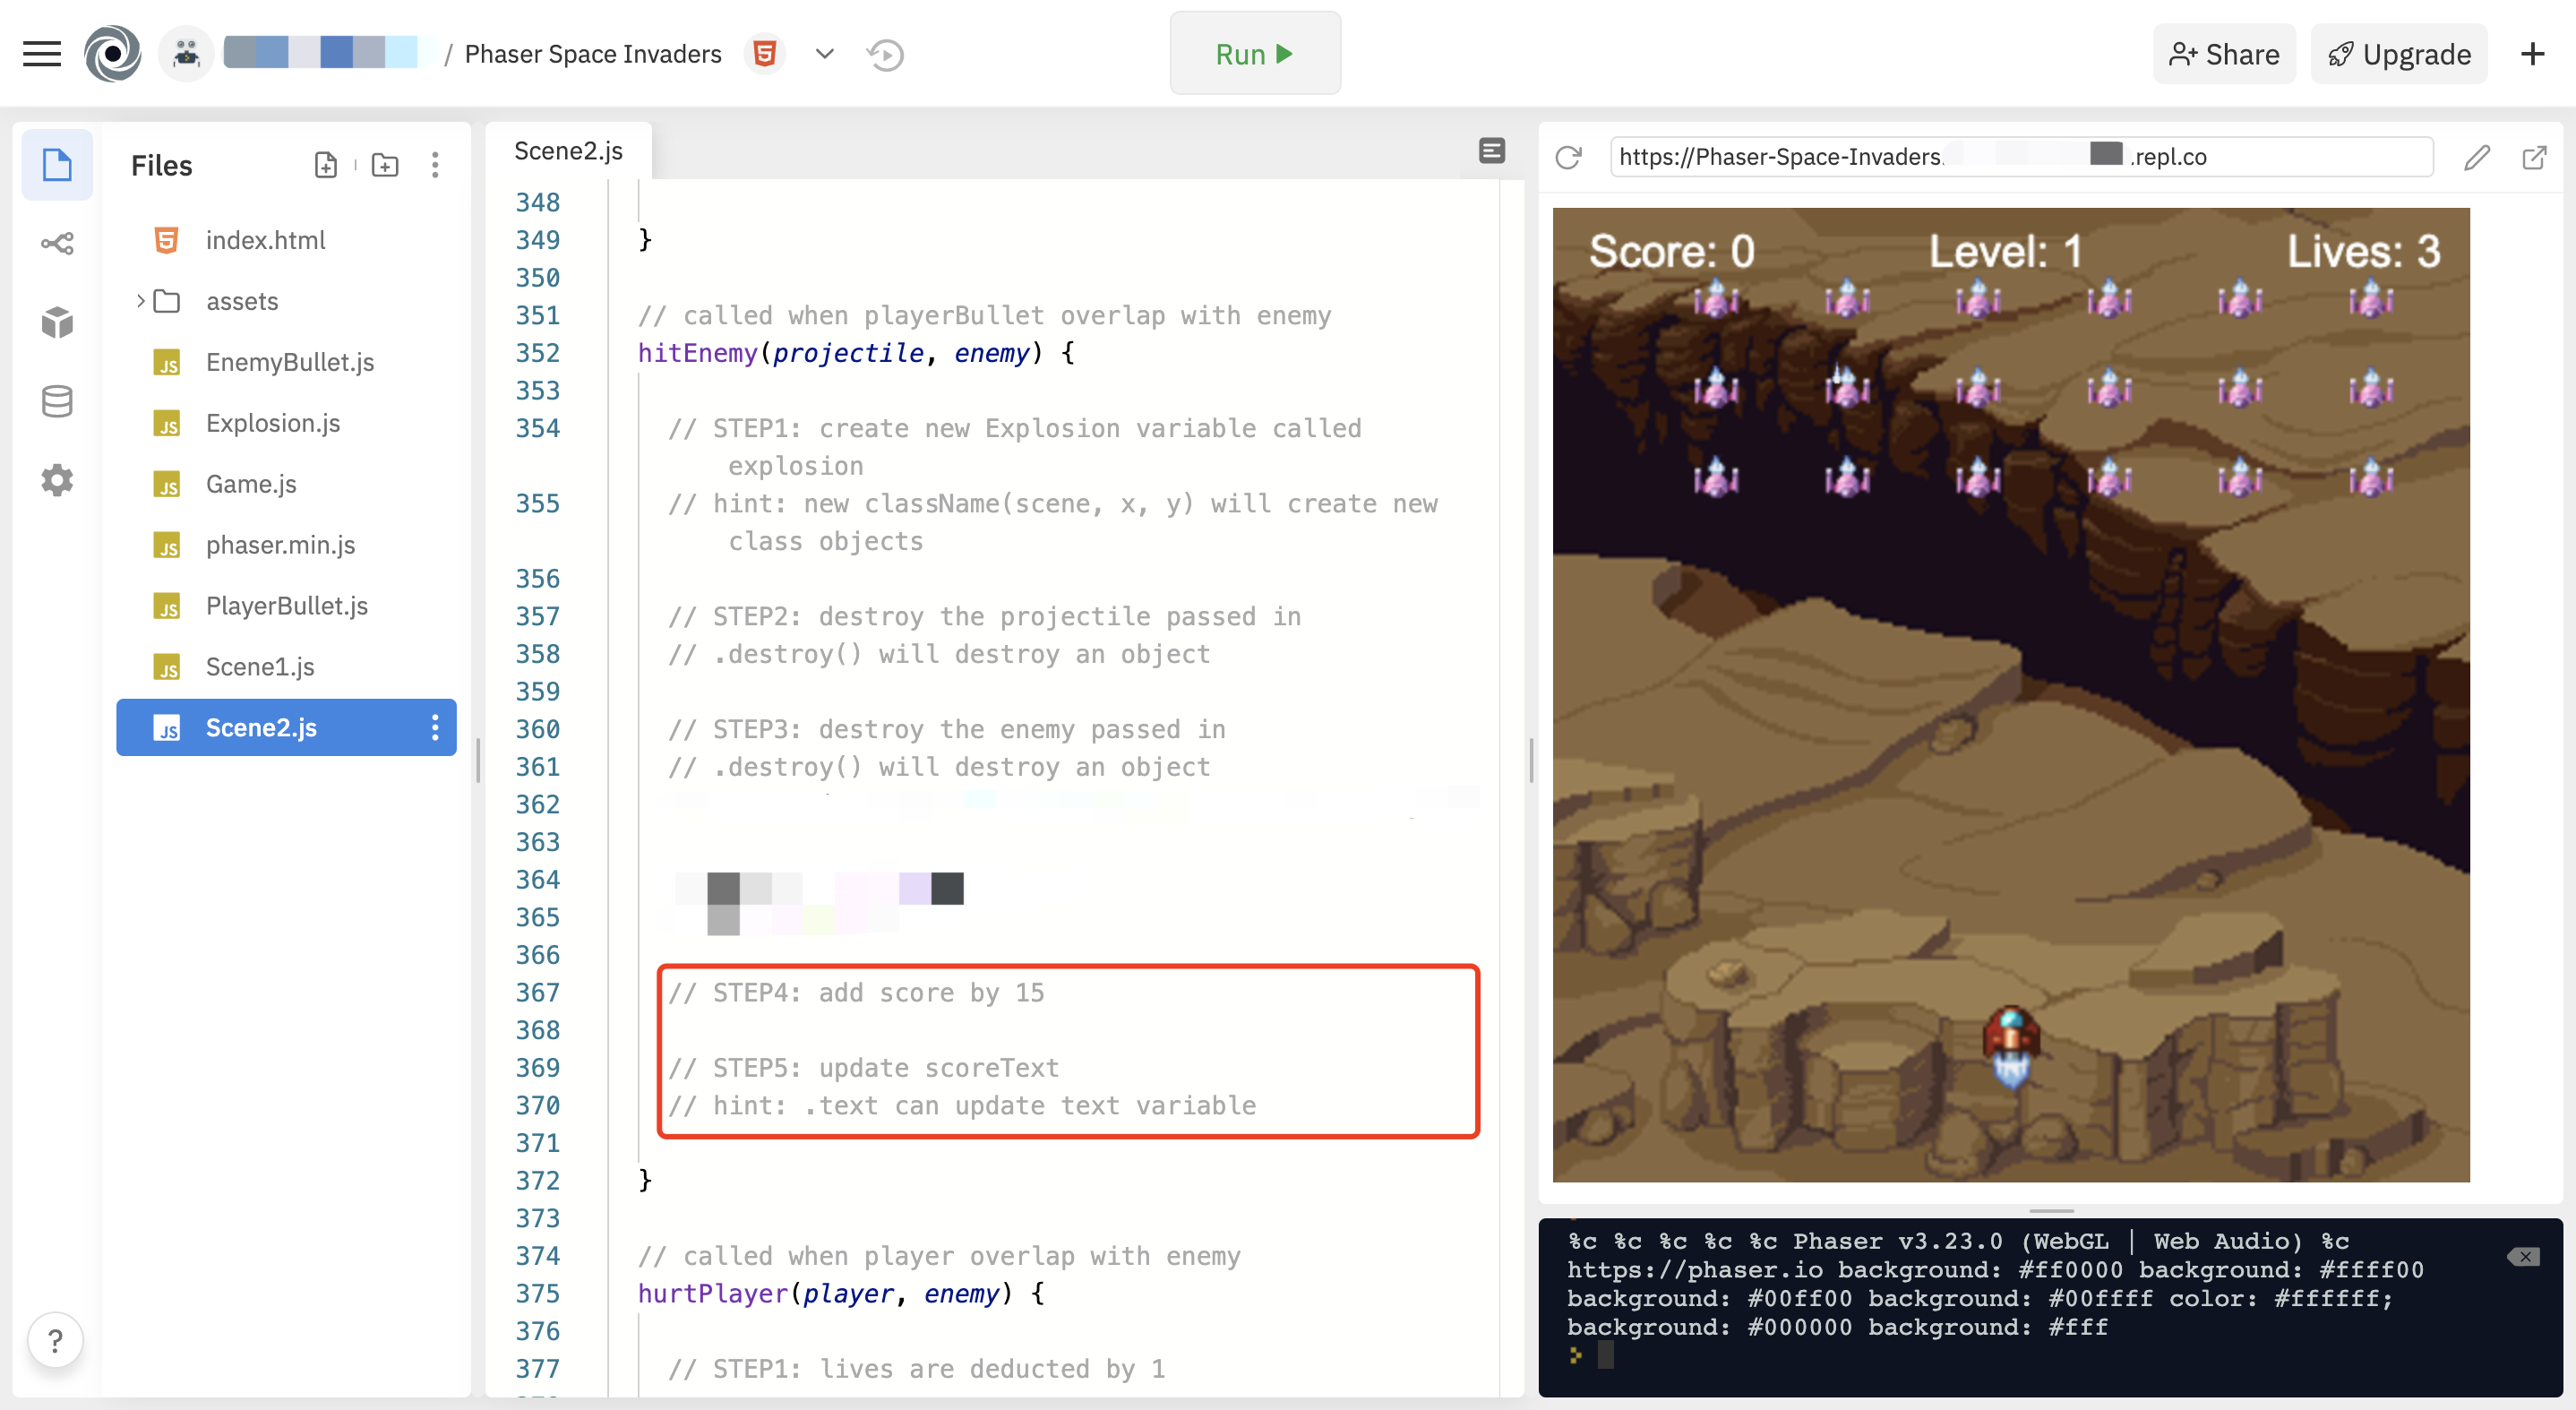 / Phaser Space Invaders
Run
Share
Upgrade
Files
index.html
assets
JS EnemyBullet.js
JS Explosion.js
JS Game.js
JS phaser.min.js
JS PlayerBullet.js
JS Scene1.js
JS Scene2.js
?
Scene2.js
348
349 }
350
351 // called when playerBullet overlap with enemy
352 hitEnemy(projectile, enemy) {
353
354 // STEP1: create new Explosion variable called
explosion
355 // hint: new className(scene, x, y) will create new
class objects
356
357 // STEP2: destroy the projectile passed in
358 // .destroy() will destroy an object
359
360 // STEP3: destroy the enemy passed in
361 // .destroy() will destroy an object
362
363
364
365
366
367 // STEP4: add score by 15
368
369 // STEP5: update scoreText
370 // hint: .text can update text variable
371
372 }
373
374 // called when player overlap with enemy
375 hurtPlayer(player, enemy) {
376
377 // STEP1: lives are deducted by 1
https://Phaser-Space-Invaders. .repl.co
Score: 0 Level: 1 Lives: 3
%c %c %c %c %c Phaser v3.23.0 (WebGL | Web Audio) %c
https://phaser.io background: #ff0000 background: #ffff00
background: #00ff00 background: #00ffff color: #ffffff;
background: #000000 background: #fff
>